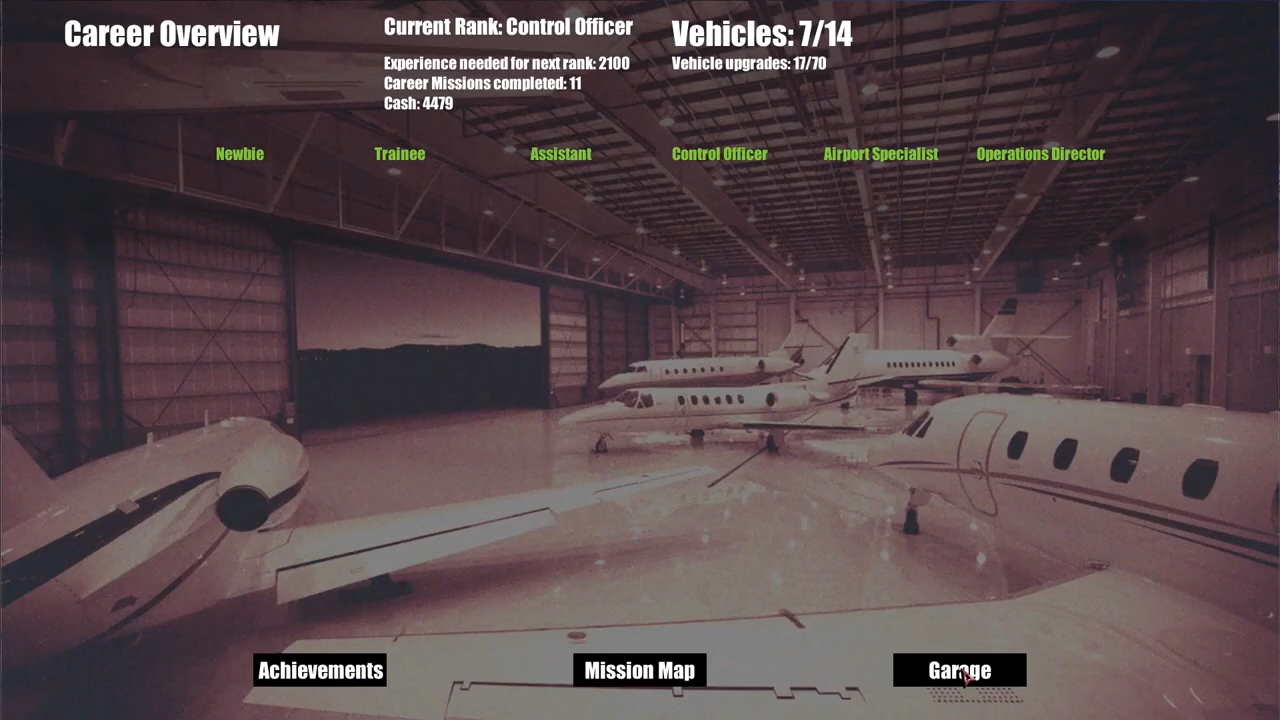 Career Overview
Current Rank: Control Officer
Experience needed for next rank: 2100
Career Missions completed: 11
Cash: 4479
Vehicles: 7/14
Vehicle upgrades: 17/70
Newbie
Trainee
Assistant
Control Officer
Airport Specialist
Operations Director
Achievements
Mission Map
Garage